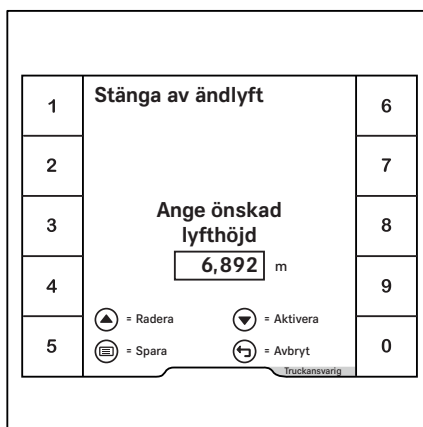 Stänga av ändlyft
1
2
3
4
5
6
7
8
9
0
Ange önskad
lyfthöjd
6,892 m
= Radera
= Aktivera
= Spara
= Avbryt
Truckansvarig